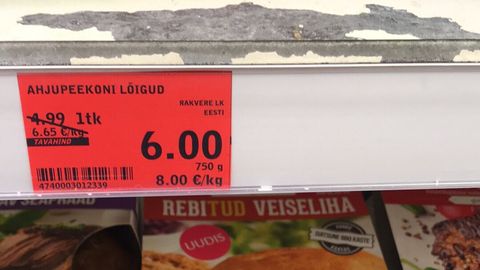 AHJUPEEKONI LÕIGUD
RAKVERE LK
EESTI
4.99 1tk
6.65 €/kg
TAVAHIND
6.00
750 g
8.00 €/kg
4740003012339
REBITUD VEISELIHA
UUDIS